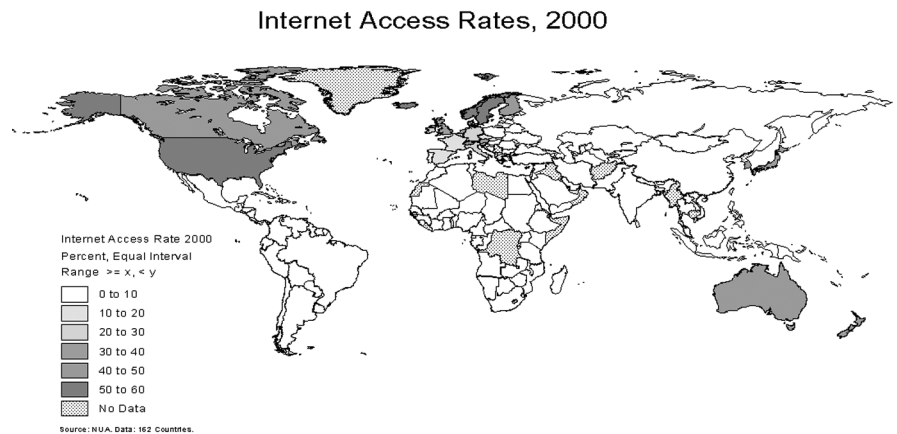 Internet Access Rates, 2000
Internet Access Rate 2000
Percent, Equal Interval
Range >= x, < y
0 to 10
10 to 20
20 to 30
30 to 40
40 to 50
50 to 60
No Data
Source: NUA. Data: 162 Countries.